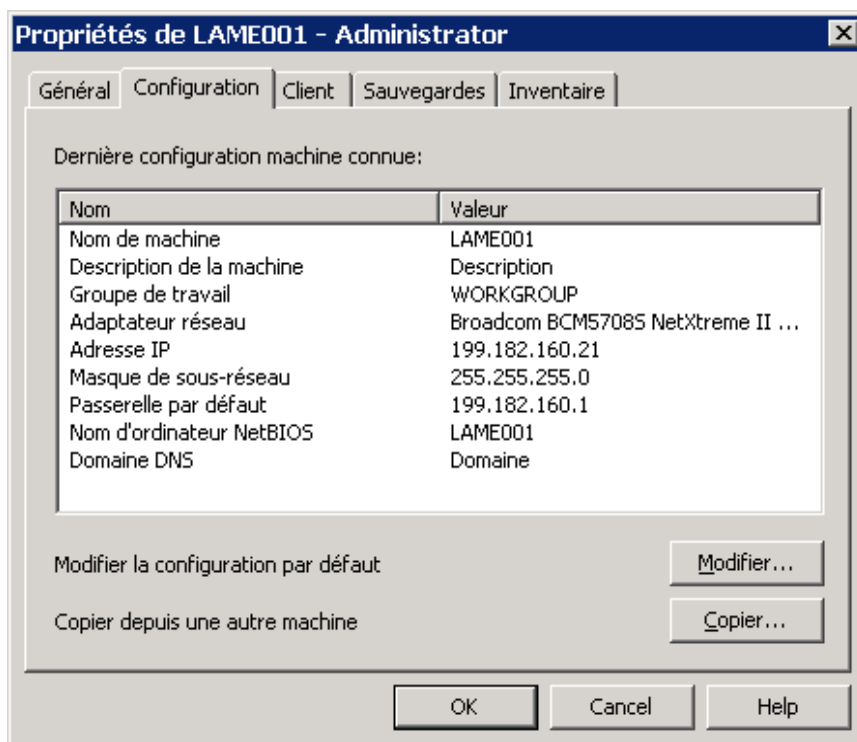 Propriétés de LAME001 - Administrator
Général Configuration Client Sauvegardes Inventaire
Dernière configuration machine connue:
Nom Valeur
Nom de machine LAME001
Description de la machine Description
Groupe de travail WORKGROUP
Adaptateur réseau Broadcom BCM5708S NetXtreme II ...
Adresse IP 199.182.160.21
Masque de sous-réseau 255.255.255.0
Passerelle par défaut 199.182.160.1
Nom d'ordinateur NetBIOS LAME001
Domaine DNS Domaine
Modifier la configuration par défaut Modifier...
Copier depuis une autre machine Copier...
OK Cancel Help